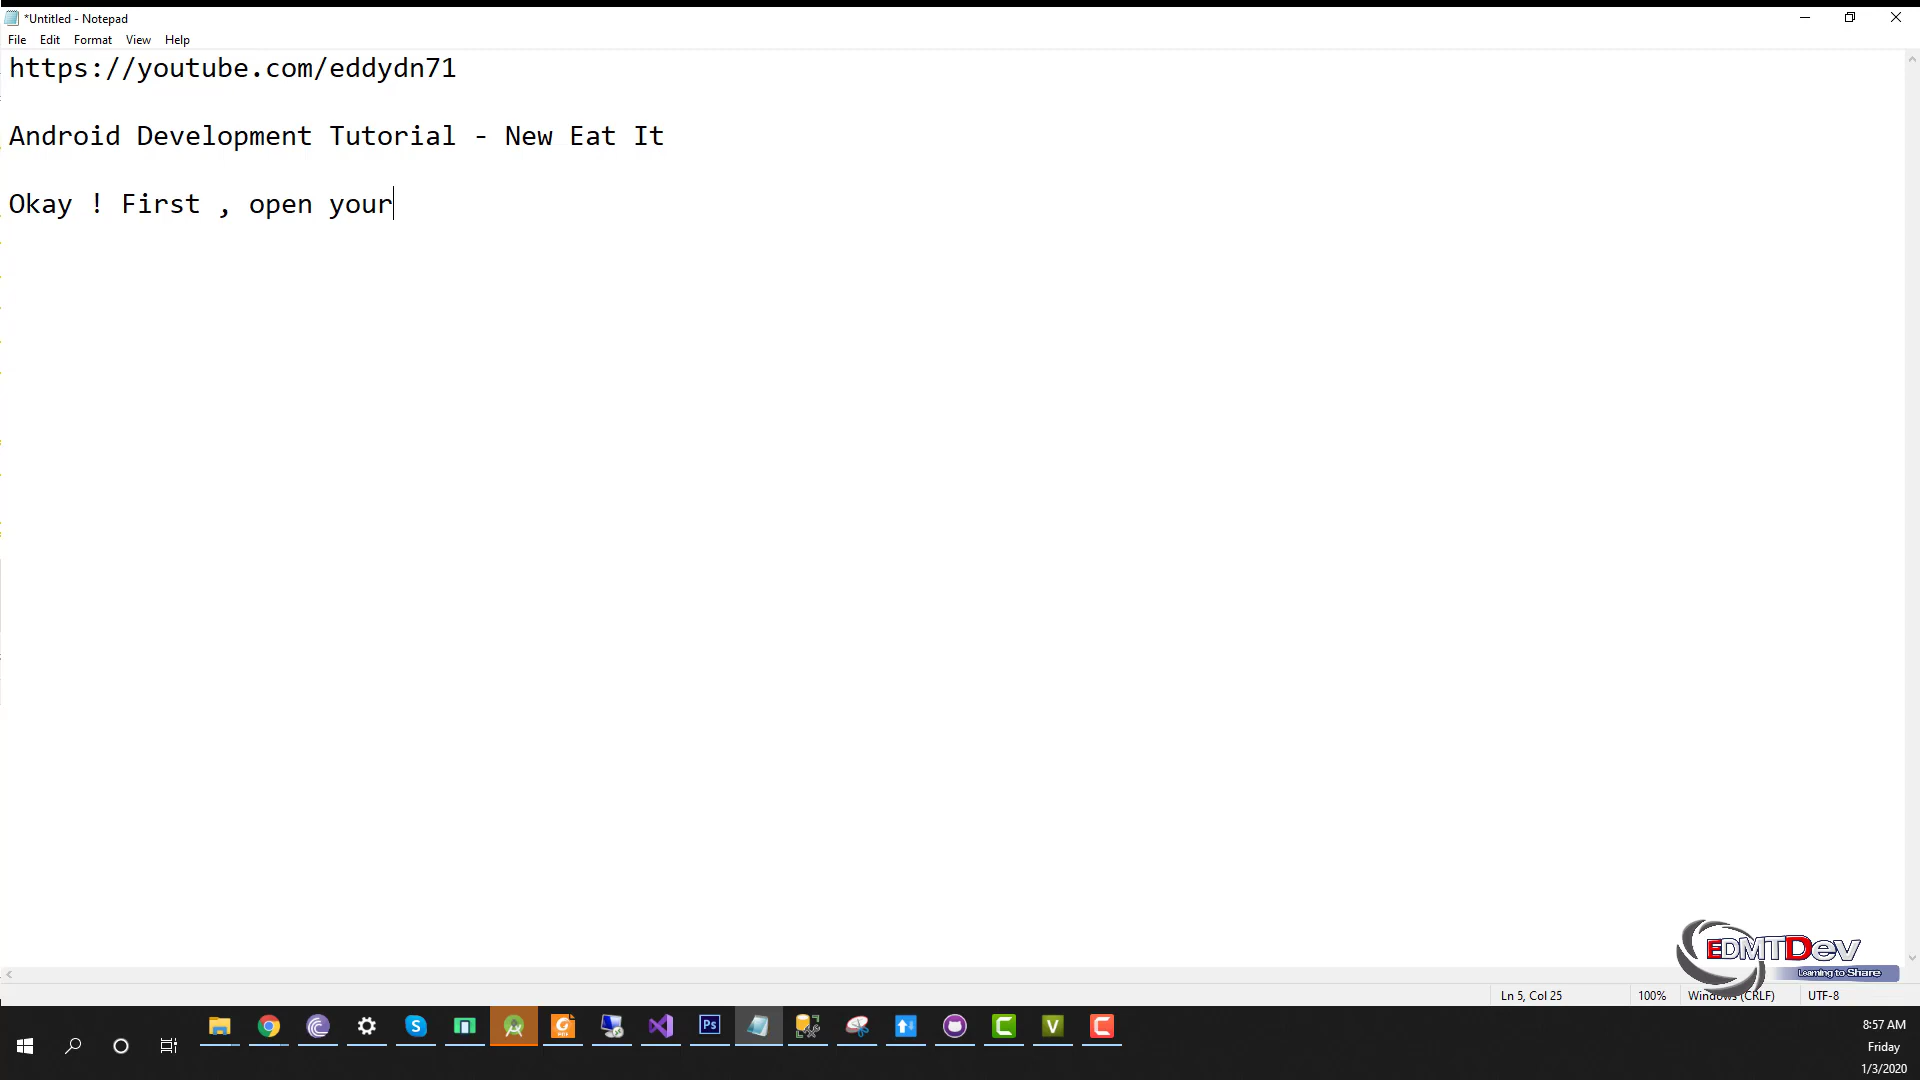 *Untitled - Notepad
File Edit Format View Help
https://youtube.com/eddydn71
Android Development Tutorial - New Eat It
Okay ! First , open your
EDMTDev
Learning to Share
Ln 5, Col 25 100% Windows (CRLF) UTF-8
Ps
8:57 AM
Friday
1/3/2020